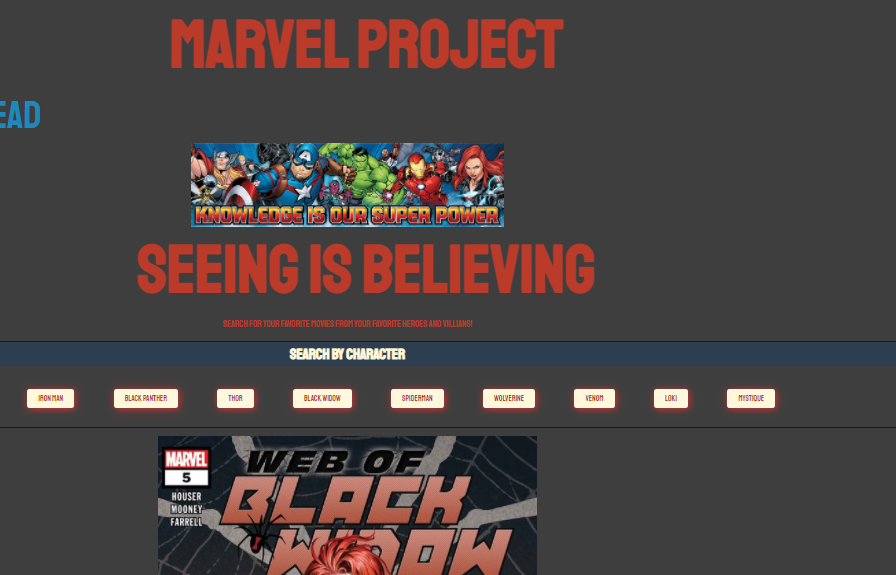 MARVEL PROJECT
EAD
KNOWLEDGE IS OUR SUPER POWER
SEEING IS BELIEVING
SEARCH FOR YOUR FAVORITE MOVIES FROM YOUR FAVORITE HEROES AND VILLIANS!
SEARCH BY CHARACTER
IRON MAN BLACK PANTHER THOR BLACK WIDOW SPIDERMAN WOLVERINE VENOM LOKI MYSTIQUE
MARVEL
5
HOUSER
MOONEY
FARRELL
WEB OF
BLACK
WIDOW